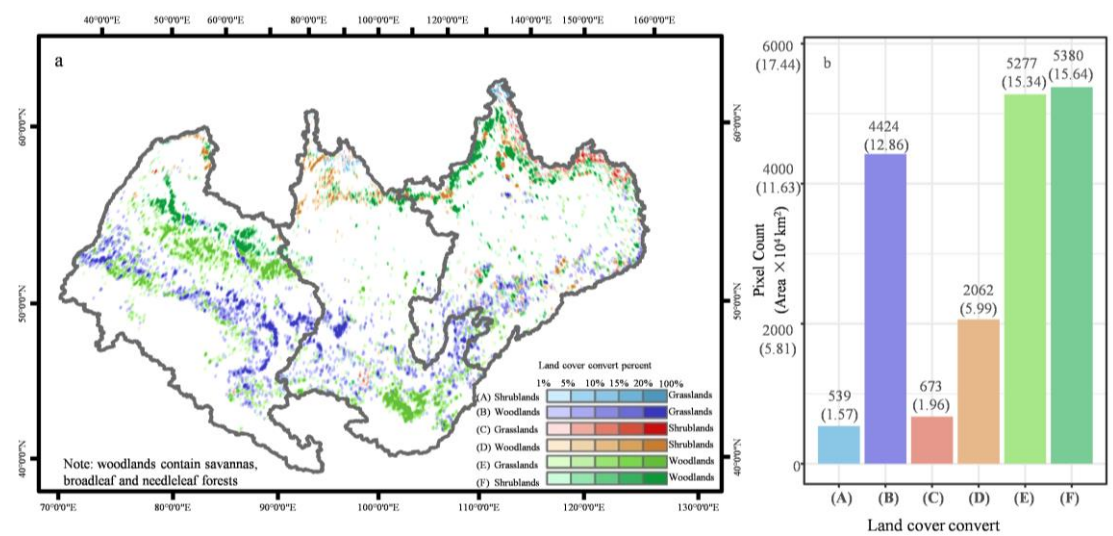 40°0'0"E 50°0'0"E 60°0'0"E 80°0'0"E 100°0'0"E 120°0'0"E 140°0'0"E 150°0'0"E 160°0'0"E
a
60°0'0"N
50°0'0"N
40°0'0"N
60°0'0"N
50°0'0"N
40°0'0"N
Land cover convert percent
1% 5% 10% 15% 20% 100%
(A) Shrublands Grasslands
(B) Woodlands Grasslands
(C) Grasslands Shrublands
(D) Woodlands Shrublands
(E) Grasslands Woodlands
(F) Shrublands Woodlands
Note: woodlands contain savannas,
broadleaf and needleleaf forests
70°0'0"E 80°0'0"E 90°0'0"E 100°0'0"E 110°0'0"E 120°0'0"E 130°0'0"E
b
Pixel Count
(Area ×10⁴ km²)
6000
(17.44)
4000
(11.63)
2000
(5.81)
0
539
(1.57)
4424
(12.86)
673
(1.96)
2062
(5.99)
5277
(15.34)
5380
(15.64)
(A) (B) (C) (D) (E) (F)
Land cover convert